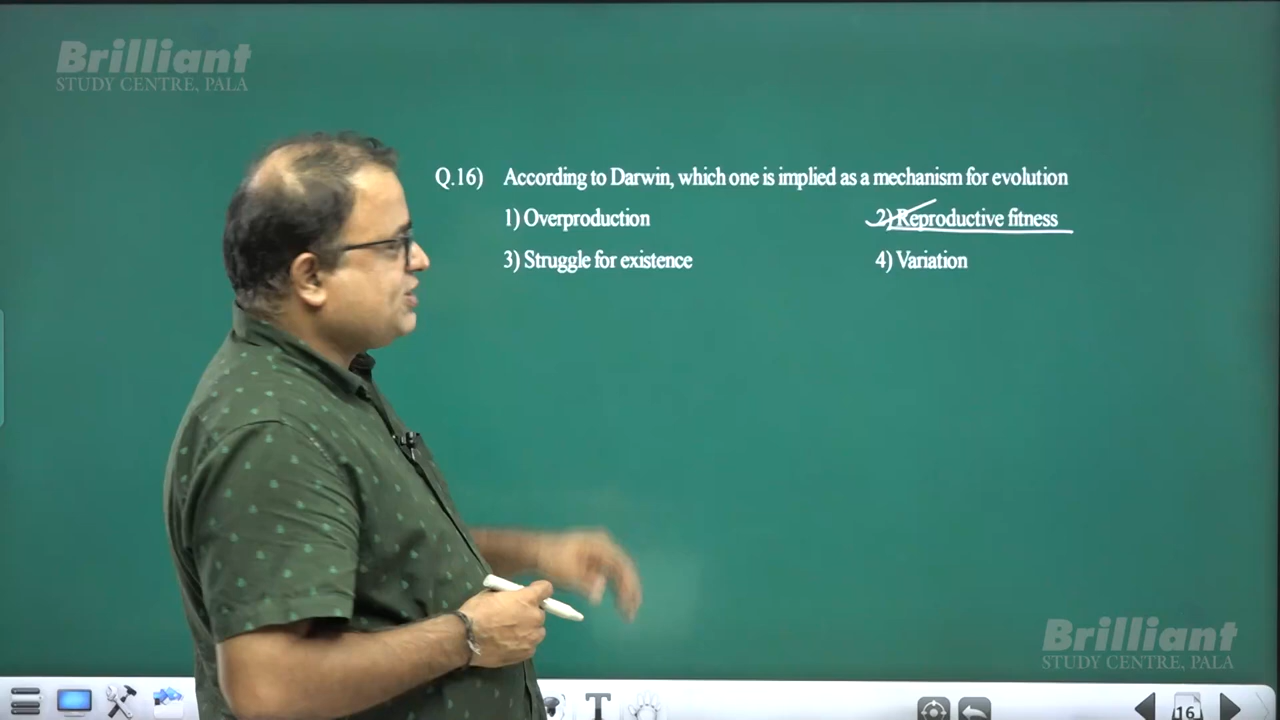 Brilliant
STUDY CENTRE, PALA
Q.16) According to Darwin, which one is implied as a mechanism for evolution
1) Overproduction 2) Reproductive fitness
3) Struggle for existence 4) Variation
Brilliant
STUDY CENTRE, PALA
T
16